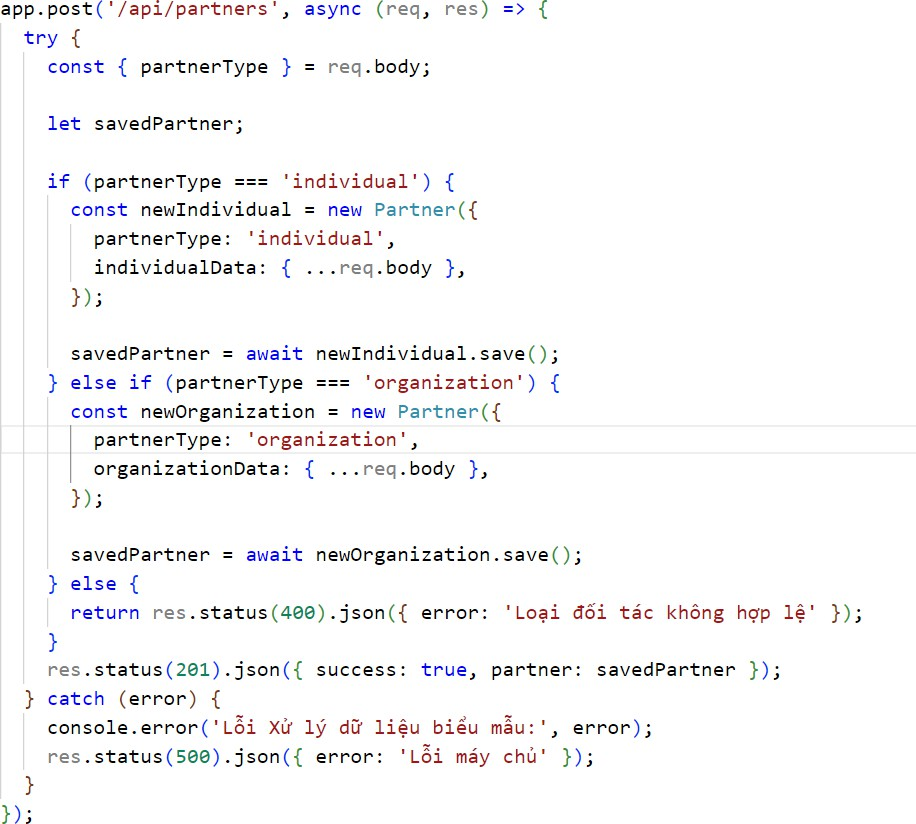 app.post('/api/partners', async (req, res) => {
  try {
    const { partnerType } = req.body;

    let savedPartner;

    if (partnerType === 'individual') {
      const newIndividual = new Partner({
        partnerType: 'individual',
        individualData: { ...req.body },
      });

      savedPartner = await newIndividual.save();
    } else if (partnerType === 'organization') {
      const newOrganization = new Partner({
        partnerType: 'organization',
        organizationData: { ...req.body },
      });

      savedPartner = await newOrganization.save();
    } else {
      return res.status(400).json({ error: 'Loại đối tác không hợp lệ' });
    }
    res.status(201).json({ success: true, partner: savedPartner });
  } catch (error) {
    console.error('Lỗi Xử lý dữ liệu biểu mẫu:', error);
    res.status(500).json({ error: 'Lỗi máy chủ' });
  }
});